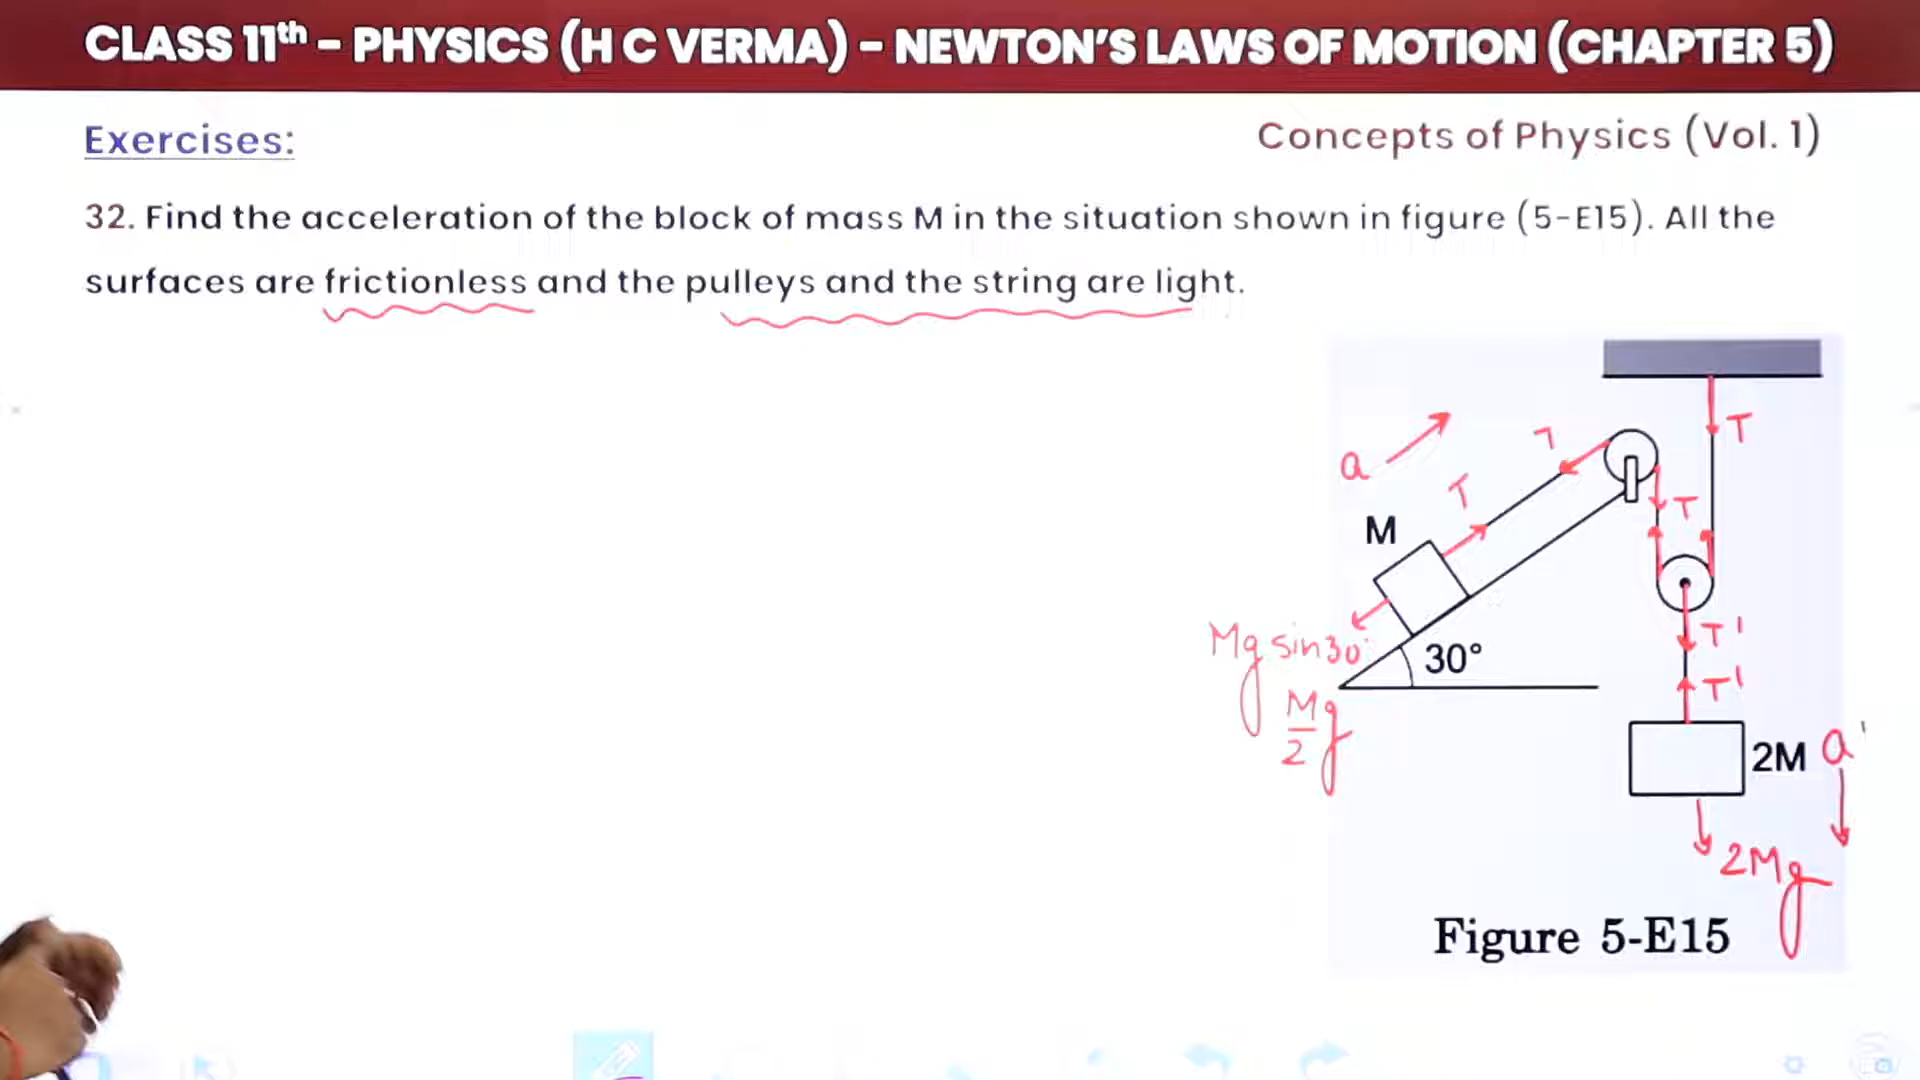 CLASS 11th – PHYSICS (H C VERMA) – NEWTON'S LAWS OF MOTION (CHAPTER 5)
Exercises:
Concepts of Physics (Vol. 1)
32. Find the acceleration of the block of mass M in the situation shown in figure (5-E15). All the
surfaces are frictionless and the pulleys and the string are light.
T
a
T
T
T
M
Mg sin30°
30°
T'
T'
M/2 g
2M
a'
2Mg
Figure 5-E15